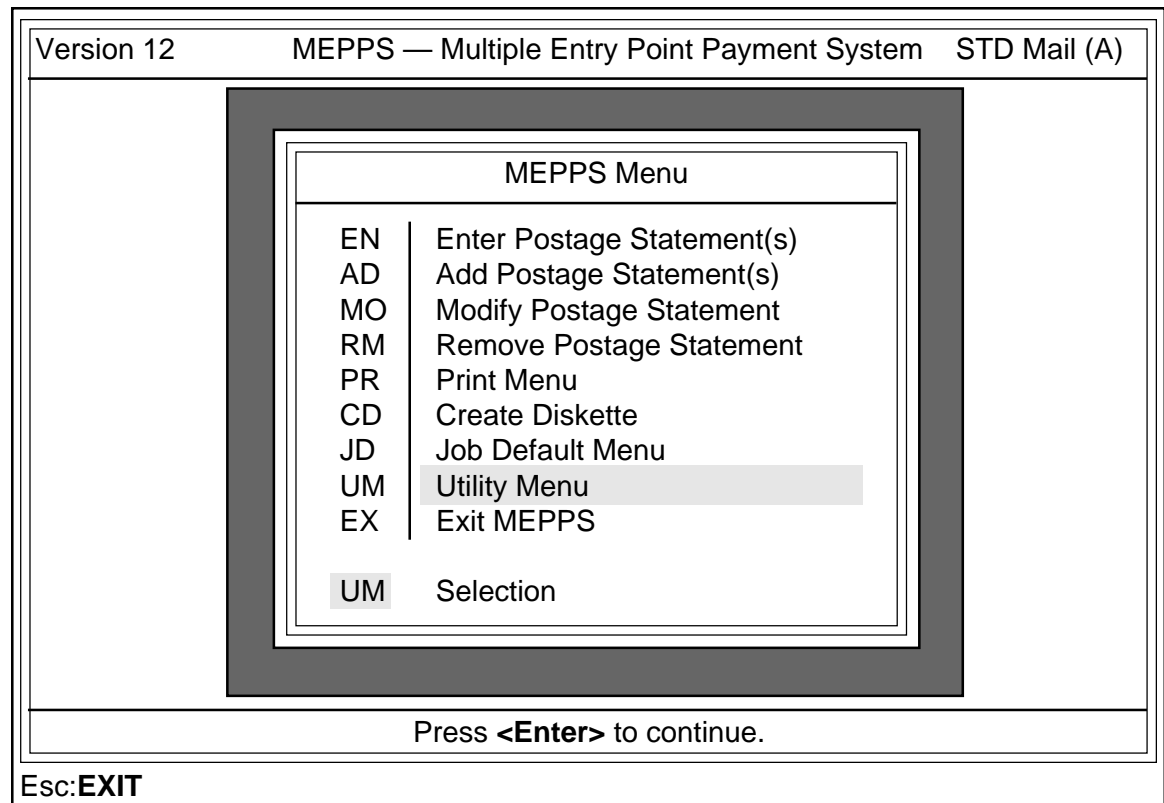 Version 12 MEPPS — Multiple Entry Point Payment System STD Mail (A)
MEPPS Menu
EN Enter Postage Statement(s)
AD Add Postage Statement(s)
MO Modify Postage Statement
RM Remove Postage Statement
PR Print Menu
CD Create Diskette
JD Job Default Menu
UM Utility Menu
EX Exit MEPPS
UM Selection
Press <Enter> to continue.
Esc:EXIT